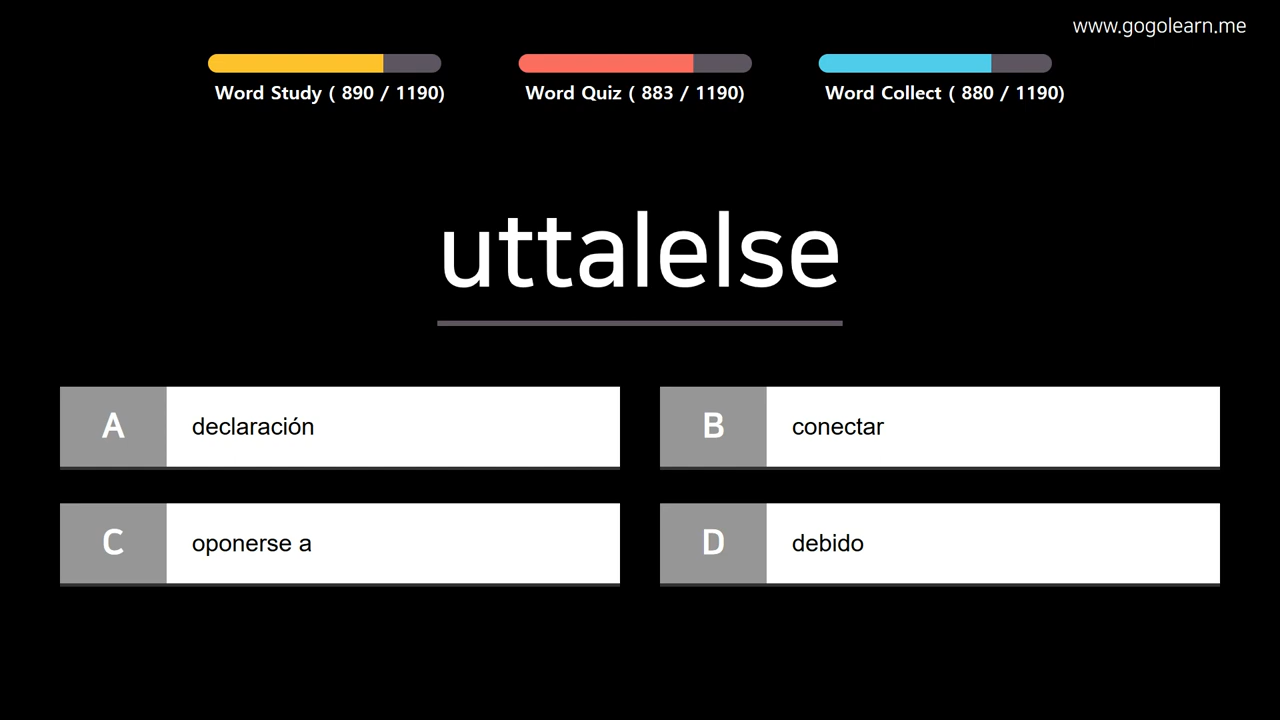 www.gogolearn.me
Word Study ( 890 / 1190)
Word Quiz ( 883 / 1190)
Word Collect ( 880 / 1190)
uttalelse
A declaración
B conectar
C oponerse a
D debido